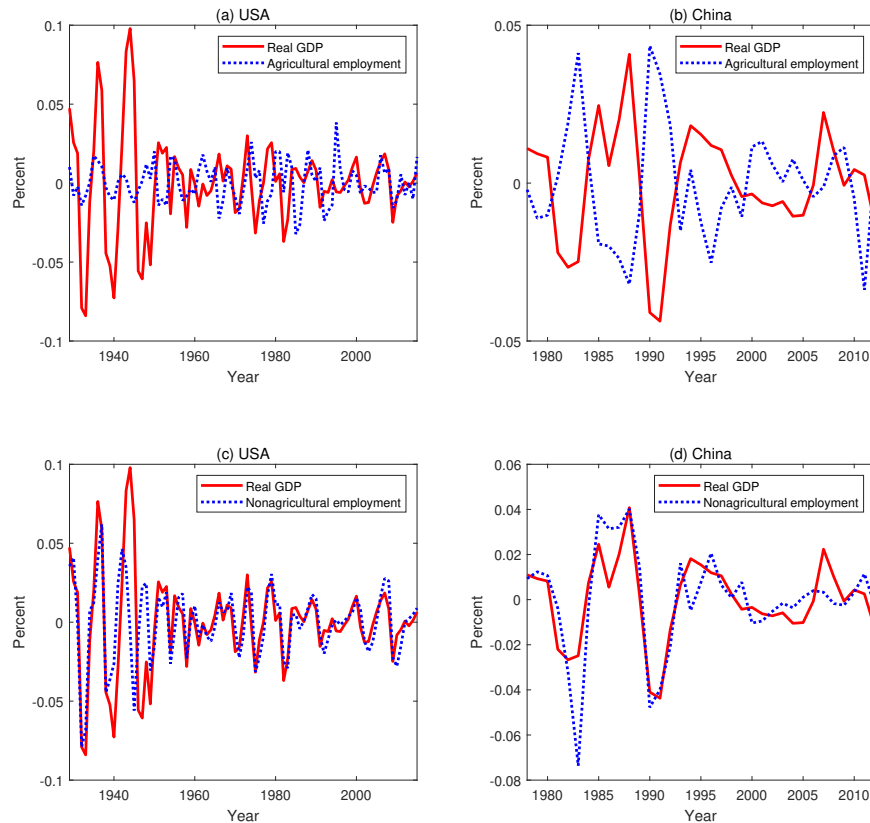 (a) USA
Percent
0.1
0.05
0
-0.05
-0.1
Real GDP
Agricultural employment
1940 1960 1980 2000
Year
(b) China
Percent
0.05
0
-0.05
Real GDP
Agricultural employment
1980 1985 1990 1995 2000 2005 2010
Year
(c) USA
Percent
0.1
0.05
0
-0.05
-0.1
Real GDP
Nonagricultural employment
1940 1960 1980 2000
Year
(d) China
Percent
0.06
0.04
0.02
0
-0.02
-0.04
-0.06
-0.08
Real GDP
Nonagricultural employment
1980 1985 1990 1995 2000 2005 2010
Year